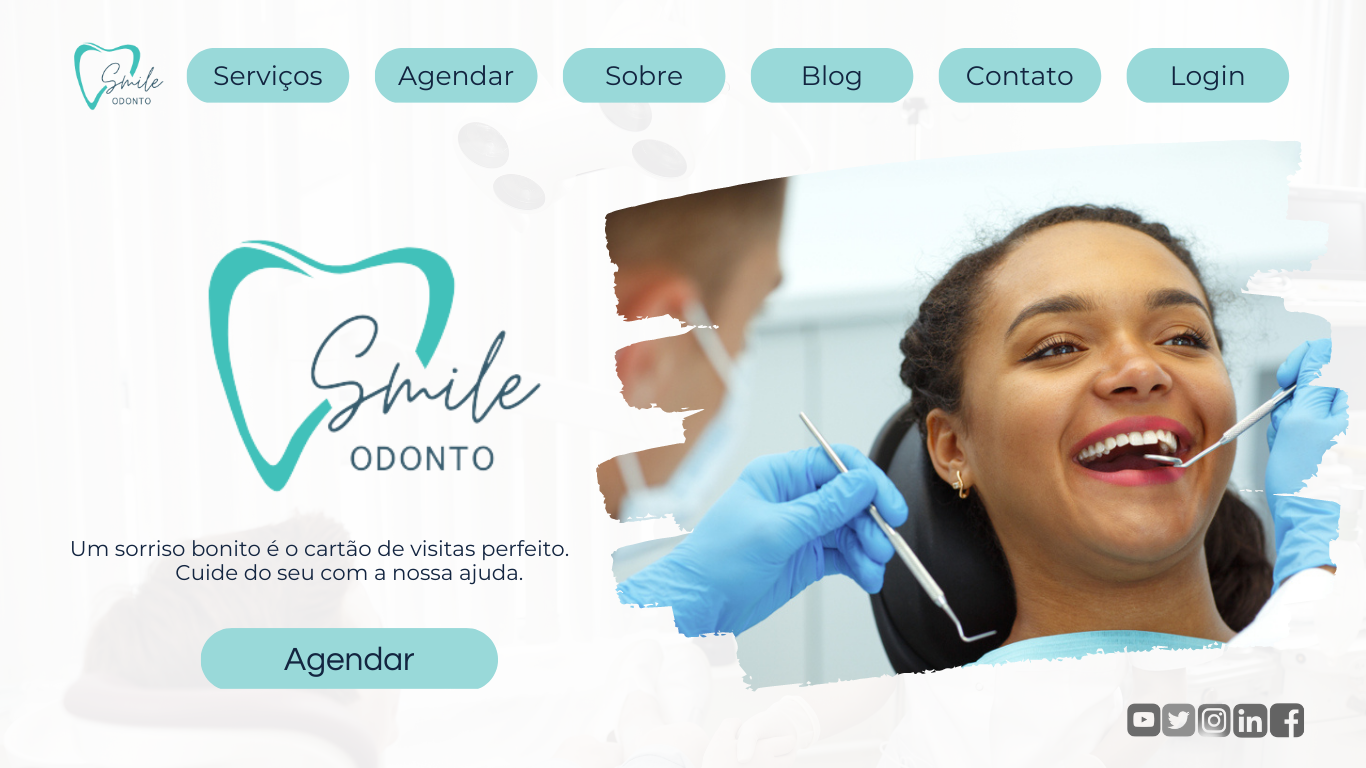 Smile
ODONTO
Serviços
Agendar
Sobre
Blog
Contato
Login
Smile
ODONTO
Um sorriso bonito é o cartão de visitas perfeito.
Cuide do seu com a nossa ajuda.
Agendar